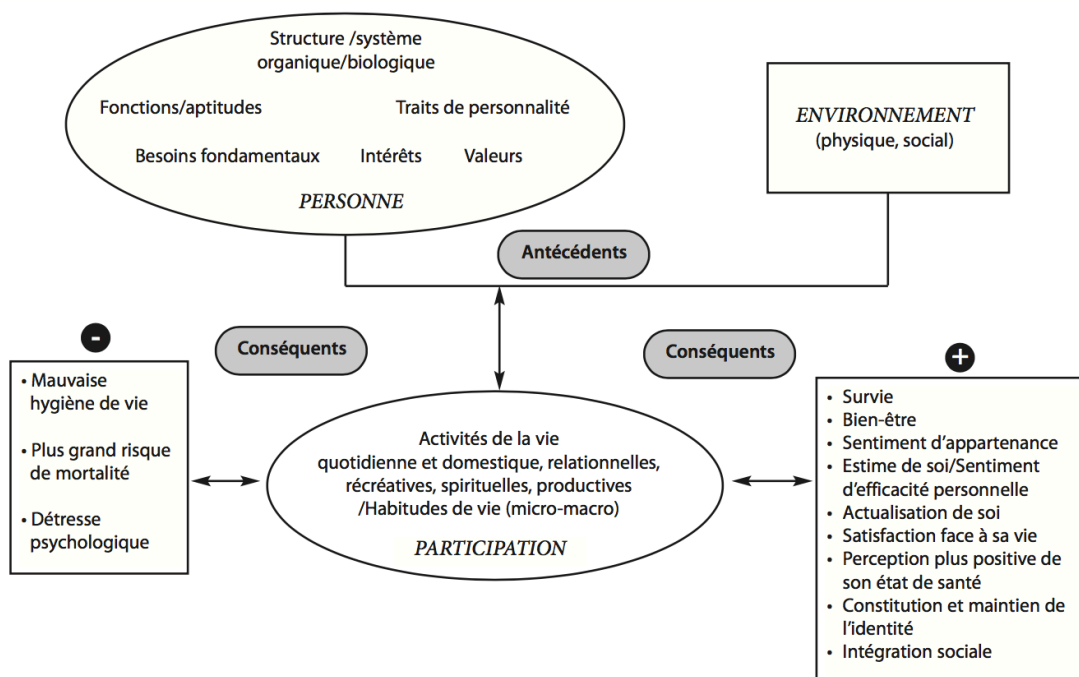 Structure /système
organique/biologique
Fonctions/aptitudes
Traits de personnalité
Besoins fondamentaux
Intérêts
Valeurs
PERSONNE
ENVIRONNEMENT
(physique, social)
Antécédents
-
Conséquents
Conséquents
+
• Mauvaise
hygiène de vie
• Plus grand risque
de mortalité
• Détresse
psychologique
Activités de la vie
quotidienne et domestique, relationnelles,
récréatives, spirituelles, productives
/Habitudes de vie (micro-macro)
PARTICIPATION
• Survie
• Bien-être
• Sentiment d'appartenance
• Estime de soi/Sentiment
d'efficacité personnelle
• Actualisation de soi
• Satisfaction face à sa vie
• Perception plus positive de
son état de santé
• Constitution et maintien de
l'identité
• Intégration sociale